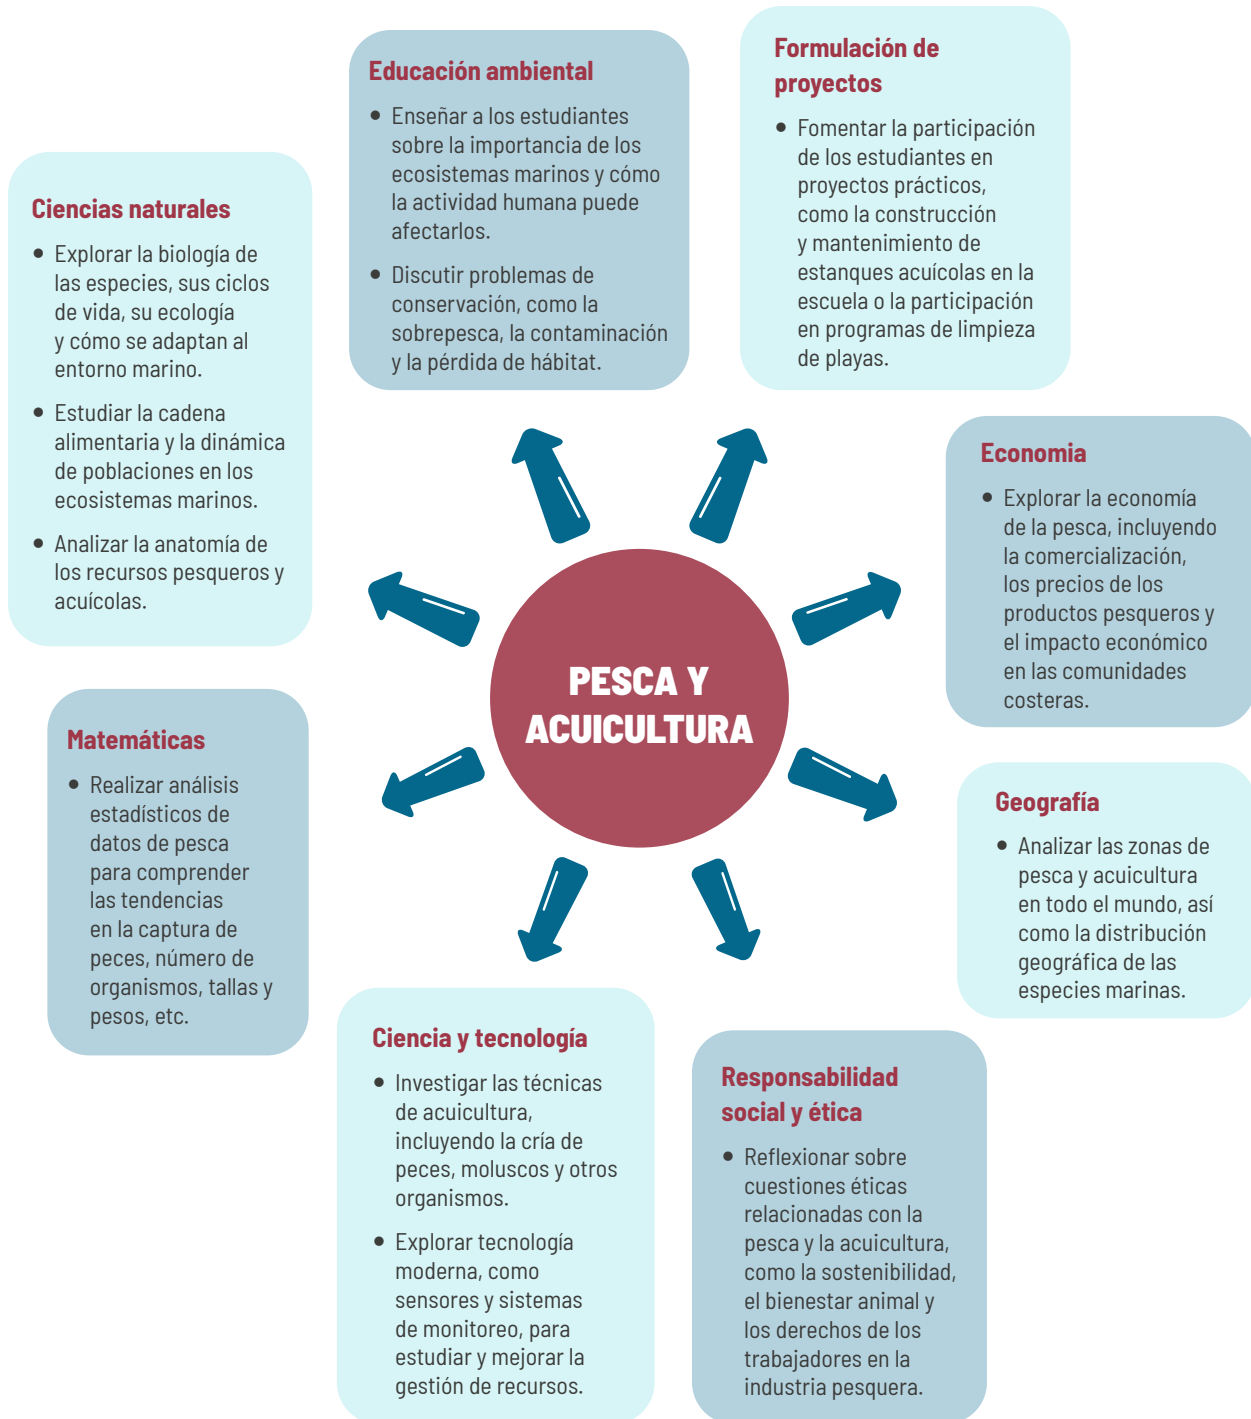 Educación ambiental
• Enseñar a los estudiantes
sobre la importancia de los
ecosistemas marinos y cómo
la actividad humana puede
afectarlos.
• Discutir problemas de
conservación, como la
sobrepesca, la contaminación
y la pérdida de hábitat.
Formulación de
proyectos
• Fomentar la participación
de los estudiantes en
proyectos prácticos,
como la construcción
y mantenimiento de
estanques acuícolas en la
escuela o la participación
en programas de limpieza
de playas.
Ciencias naturales
• Explorar la biología de
las especies, sus ciclos
de vida, su ecología
y cómo se adaptan al
entorno marino.
• Estudiar la cadena
alimentaria y la dinámica
de poblaciones en los
ecosistemas marinos.
• Analizar la anatomía de
los recursos pesqueros y
acuícolas.
Economia
• Explorar la economía
de la pesca, incluyendo
la comercialización,
los precios de los
productos pesqueros y
el impacto económico
en las comunidades
costeras.
PESCA Y
ACUICULTURA
Matemáticas
• Realizar análisis
estadísticos de
datos de pesca
para comprender
las tendencias
en la captura de
peces, número de
organismos, tallas y
pesos, etc.
Geografía
• Analizar las zonas de
pesca y acuicultura
en todo el mundo, así
como la distribución
geográfica de las
especies marinas.
Ciencia y tecnología
• Investigar las técnicas
de acuicultura,
incluyendo la cría de
peces, moluscos y otros
organismos.
• Explorar tecnología
moderna, como
sensores y sistemas
de monitoreo, para
estudiar y mejorar la
gestión de recursos.
Responsabilidad
social y ética
• Reflexionar sobre
cuestiones éticas
relacionadas con la
pesca y la acuicultura,
como la sostenibilidad,
el bienestar animal y
los derechos de los
trabajadores en la
industria pesquera.